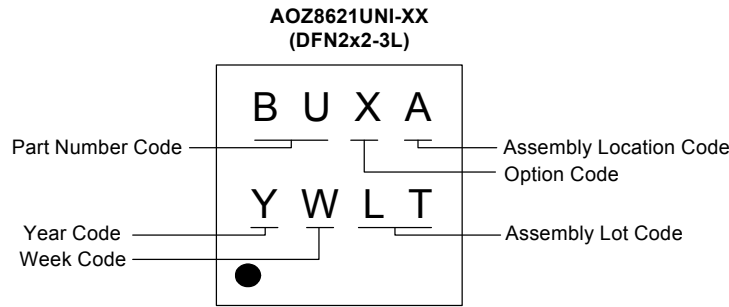 AOZ8621UNI-XX
(DFN2x2-3L)
B U X A
Part Number Code
Assembly Location Code
Option Code
Y W L T
Year Code
Assembly Lot Code
Week Code